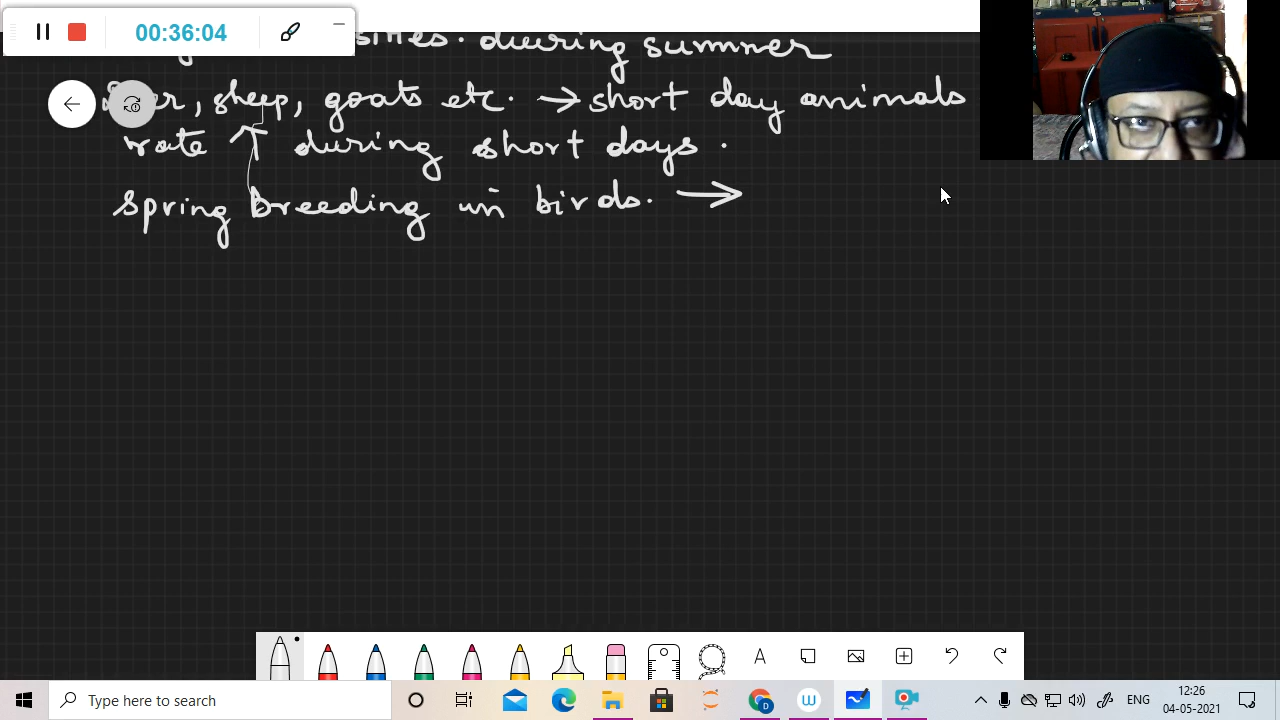 00:36:04
during summer
sheep, goats etc. → short day animals
rate ↑ during short days.
Spring breeding in birds. →
A
Type here to search
ENG
12:26
04-05-2021